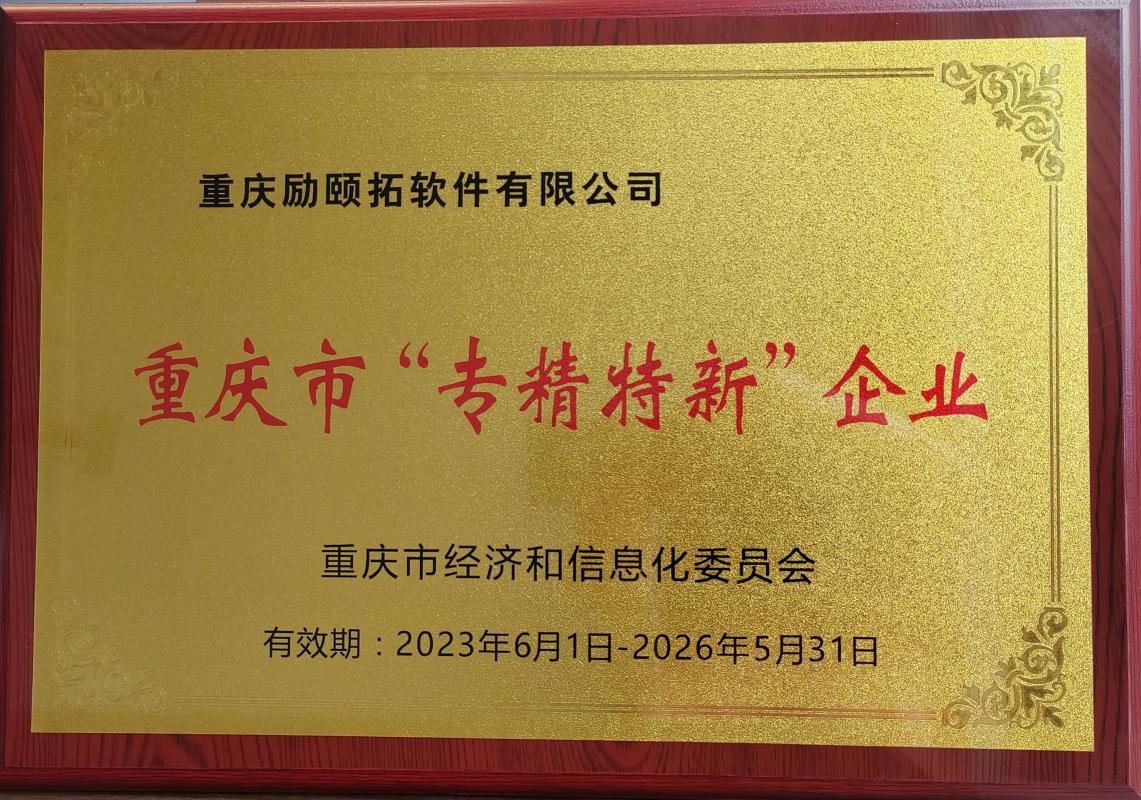 重庆励颐拓软件有限公司
重庆市“专精特新”企业
重庆市经济和信息化委员会
有效期：2023年6月1日-2026年5月31日